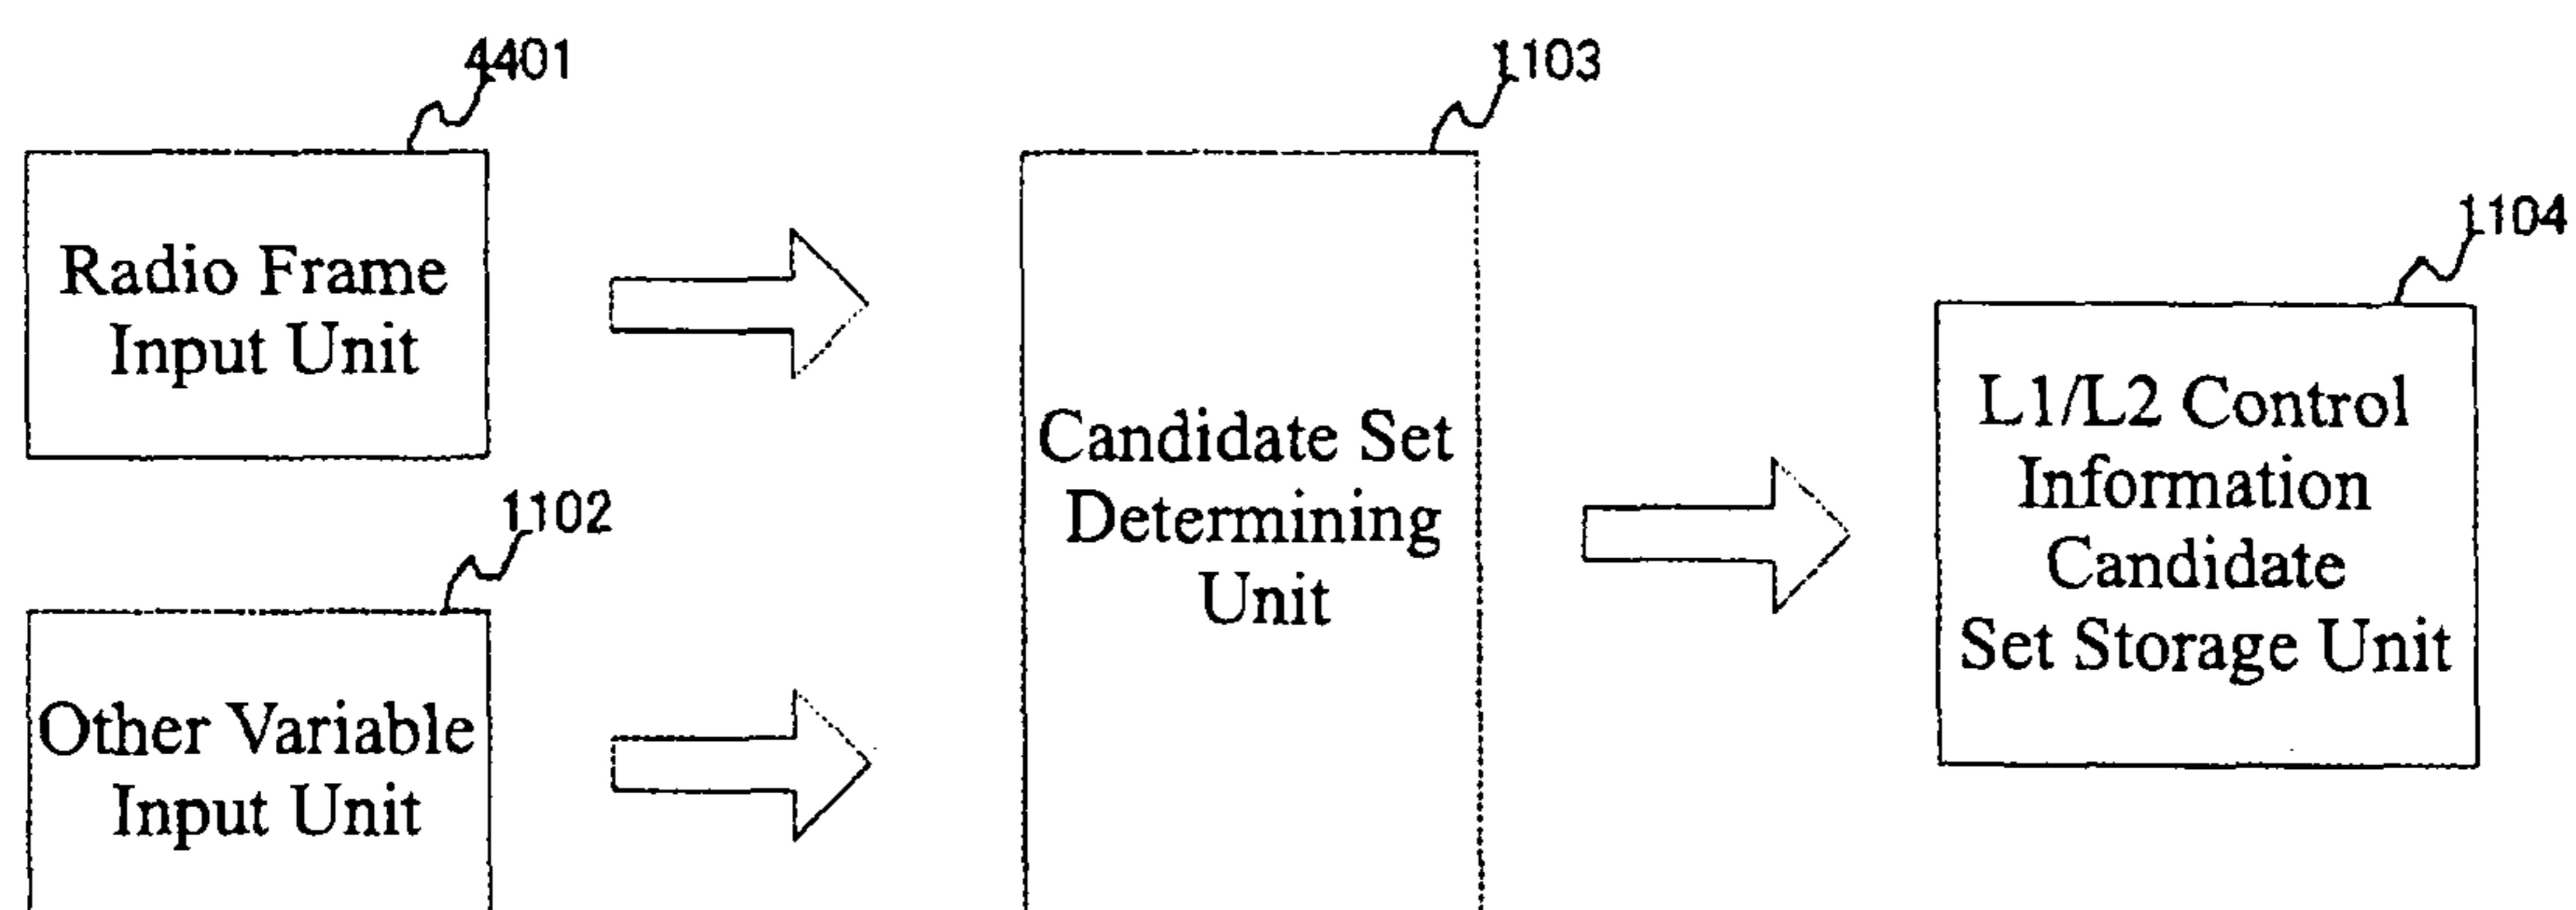 4401
Radio Frame
Input Unit
1102
Other Variable
Input Unit
1103
Candidate Set
Determining
Unit
1104
L1/L2 Control
Information
Candidate
Set Storage Unit